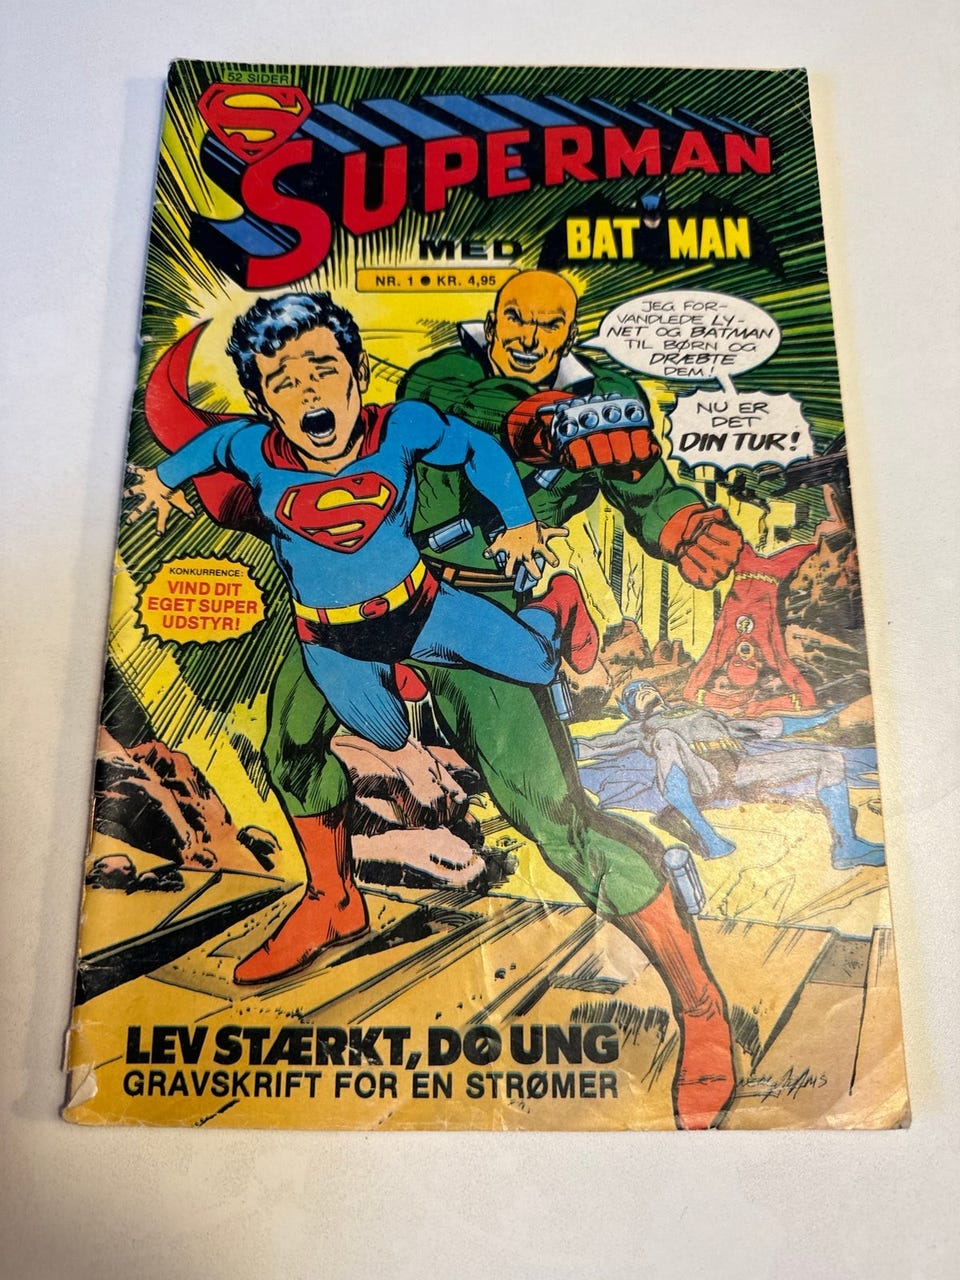 52 SIDER
S
SUPERMAN
MED
BATMAN
NR. 1 ● KR. 4,95
JEG FOR-
VANDLEDE LY-
NET OG BATMAN
TIL BØRN OG
DRÆBTE
DEM!
NU ER
DET
DIN TUR!
S
KONKURRENCE:
VIND DIT
EGET SUPER
UDSTYR!
LEV STÆRKT, DØ UNG
GRAVSKRIFT FOR EN STRØMER
NEAL ADAMS